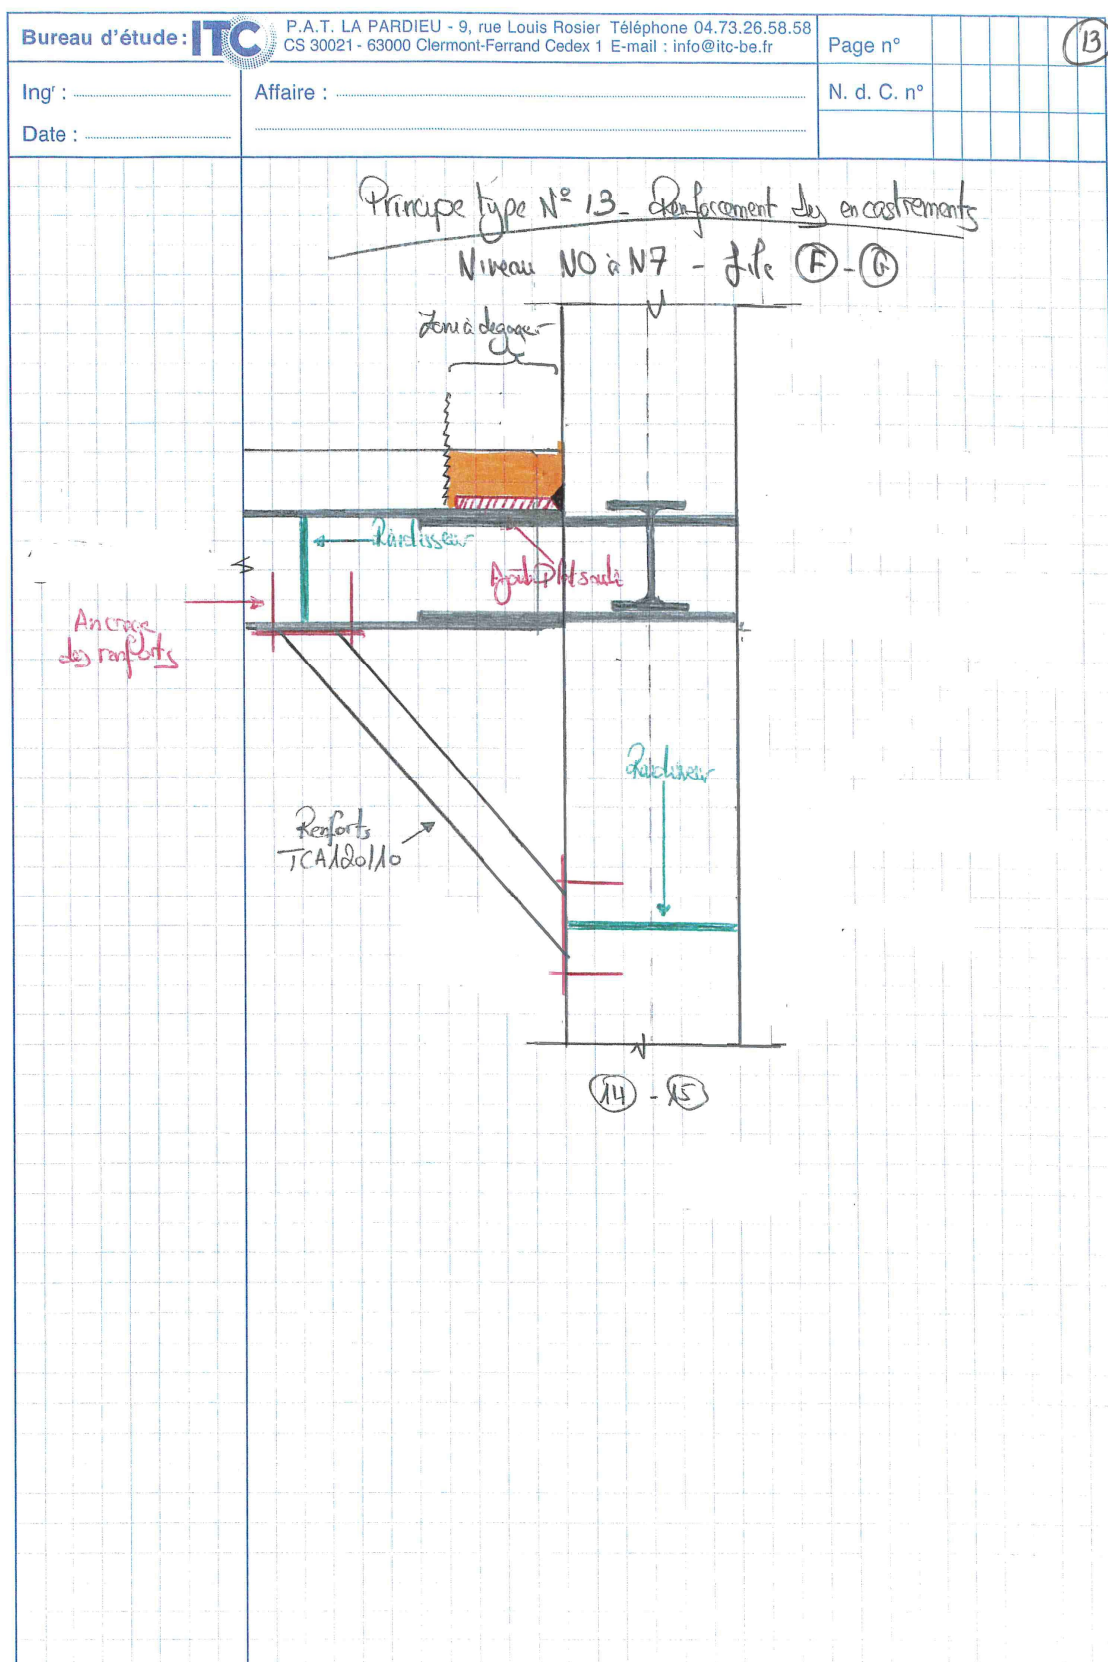 Bureau d'étude: ITC
P.A.T. LA PARDIEU - 9, rue Louis Rosier Téléphone 04.73.26.58.58
CS 30021 - 63000 Clermont-Ferrand Cedex 1 E-mail : info@itc-be.fr
Page n°
13
Ingr :
Affaire :
N. d. C. n°
Date :
Principe type N° 13 - Renforcement des encastrements
Niveau N0 à N7 - file F - G
Zone à dégager
Raidisseur
Ajout Plat soudé
Ancrage
des renforts
Raidisseur
Renforts
TCA120/10
14 - 15